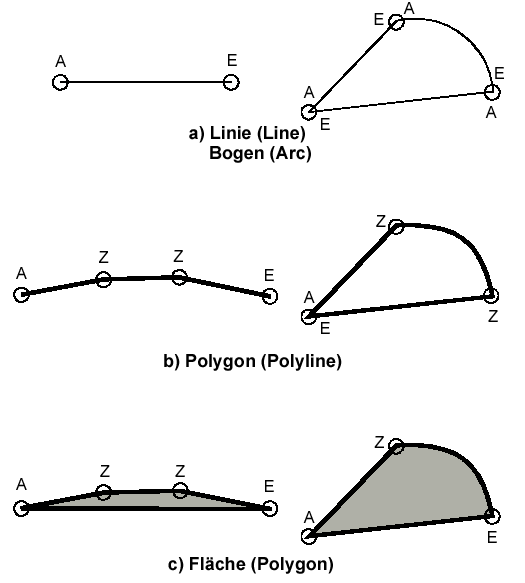 A E
E A
A E
E A
a) Linie (Line)
Bogen (Arc)
A Z Z E
Z
A
E Z
b) Polygon (Polyline)
A Z Z E
Z
A
E
c) Fläche (Polygon)